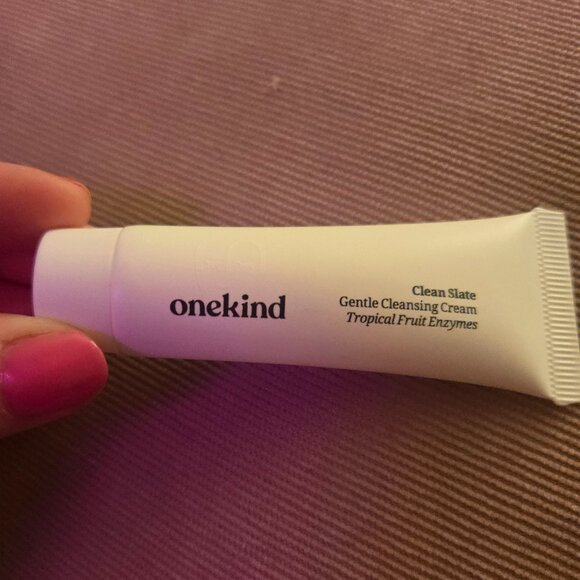 onekind
Clean Slate
Gentle Cleansing Cream
Tropical Fruit Enzymes